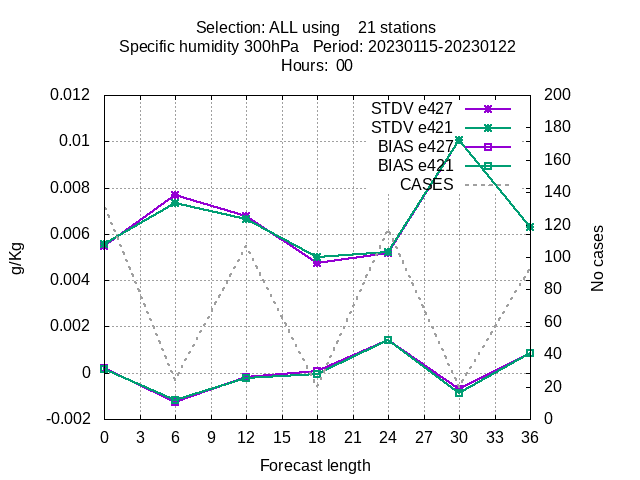 Selection: ALL using    21 stations
Specific humidity 300hPa   Period: 20230115-20230122
Hours:  00
0.012
0.01
0.008
0.006
0.004
0.002
0
-0.002
g/Kg
STDV e427
STDV e421
BIAS e427
BIAS e421
CASES
200
180
160
140
120
100
80
60
40
20
0
No cases
0 3 6 9 12 15 18 21 24 27 30 33 36
Forecast length